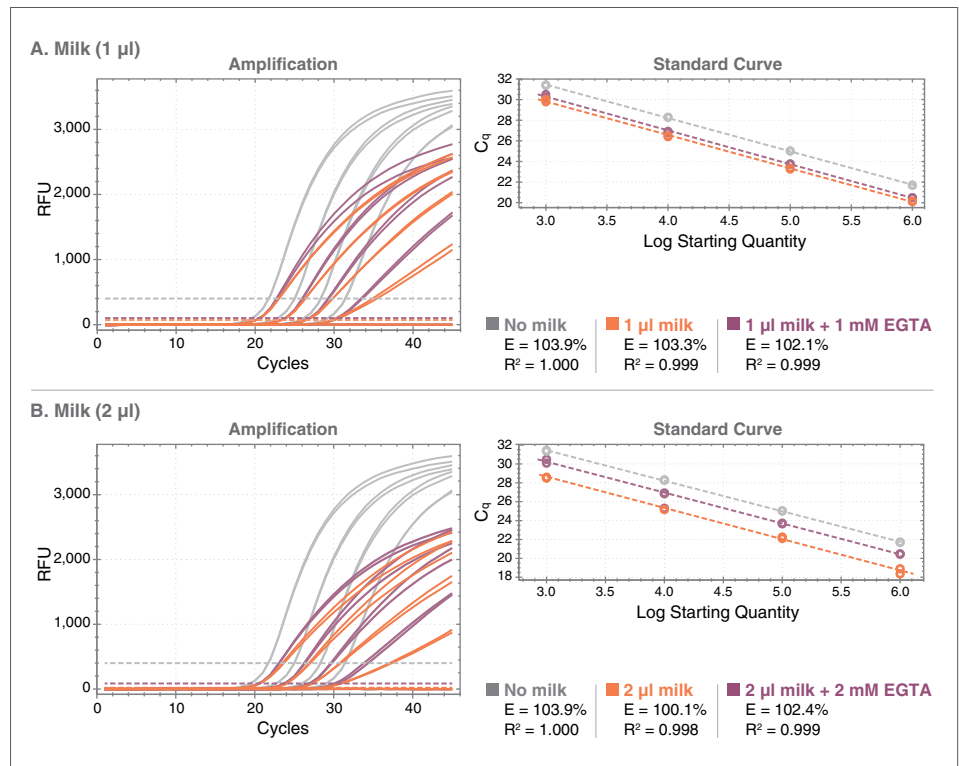 A. Milk (1 µl)
Amplification
RFU
3,000
2,000
1,000
0
0 10 20 30 40
Cycles
Standard Curve
Cq
32
30
28
26
24
22
20
3.0 3.5 4.0 4.5 5.0 5.5 6.0
Log Starting Quantity
No milk 1 µl milk 1 µl milk + 1 mM EGTA
E = 103.9% E = 103.3% E = 102.1%
R² = 1.000 R² = 0.999 R² = 0.999
B. Milk (2 µl)
Amplification
RFU
3,000
2,000
1,000
0
0 10 20 30 40
Cycles
Standard Curve
Cq
32
30
28
26
24
22
20
18
3.0 3.5 4.0 4.5 5.0 5.5 6.0
Log Starting Quantity
No milk 2 µl milk 2 µl milk + 2 mM EGTA
E = 103.9% E = 100.1% E = 102.4%
R² = 1.000 R² = 0.998 R² = 0.999